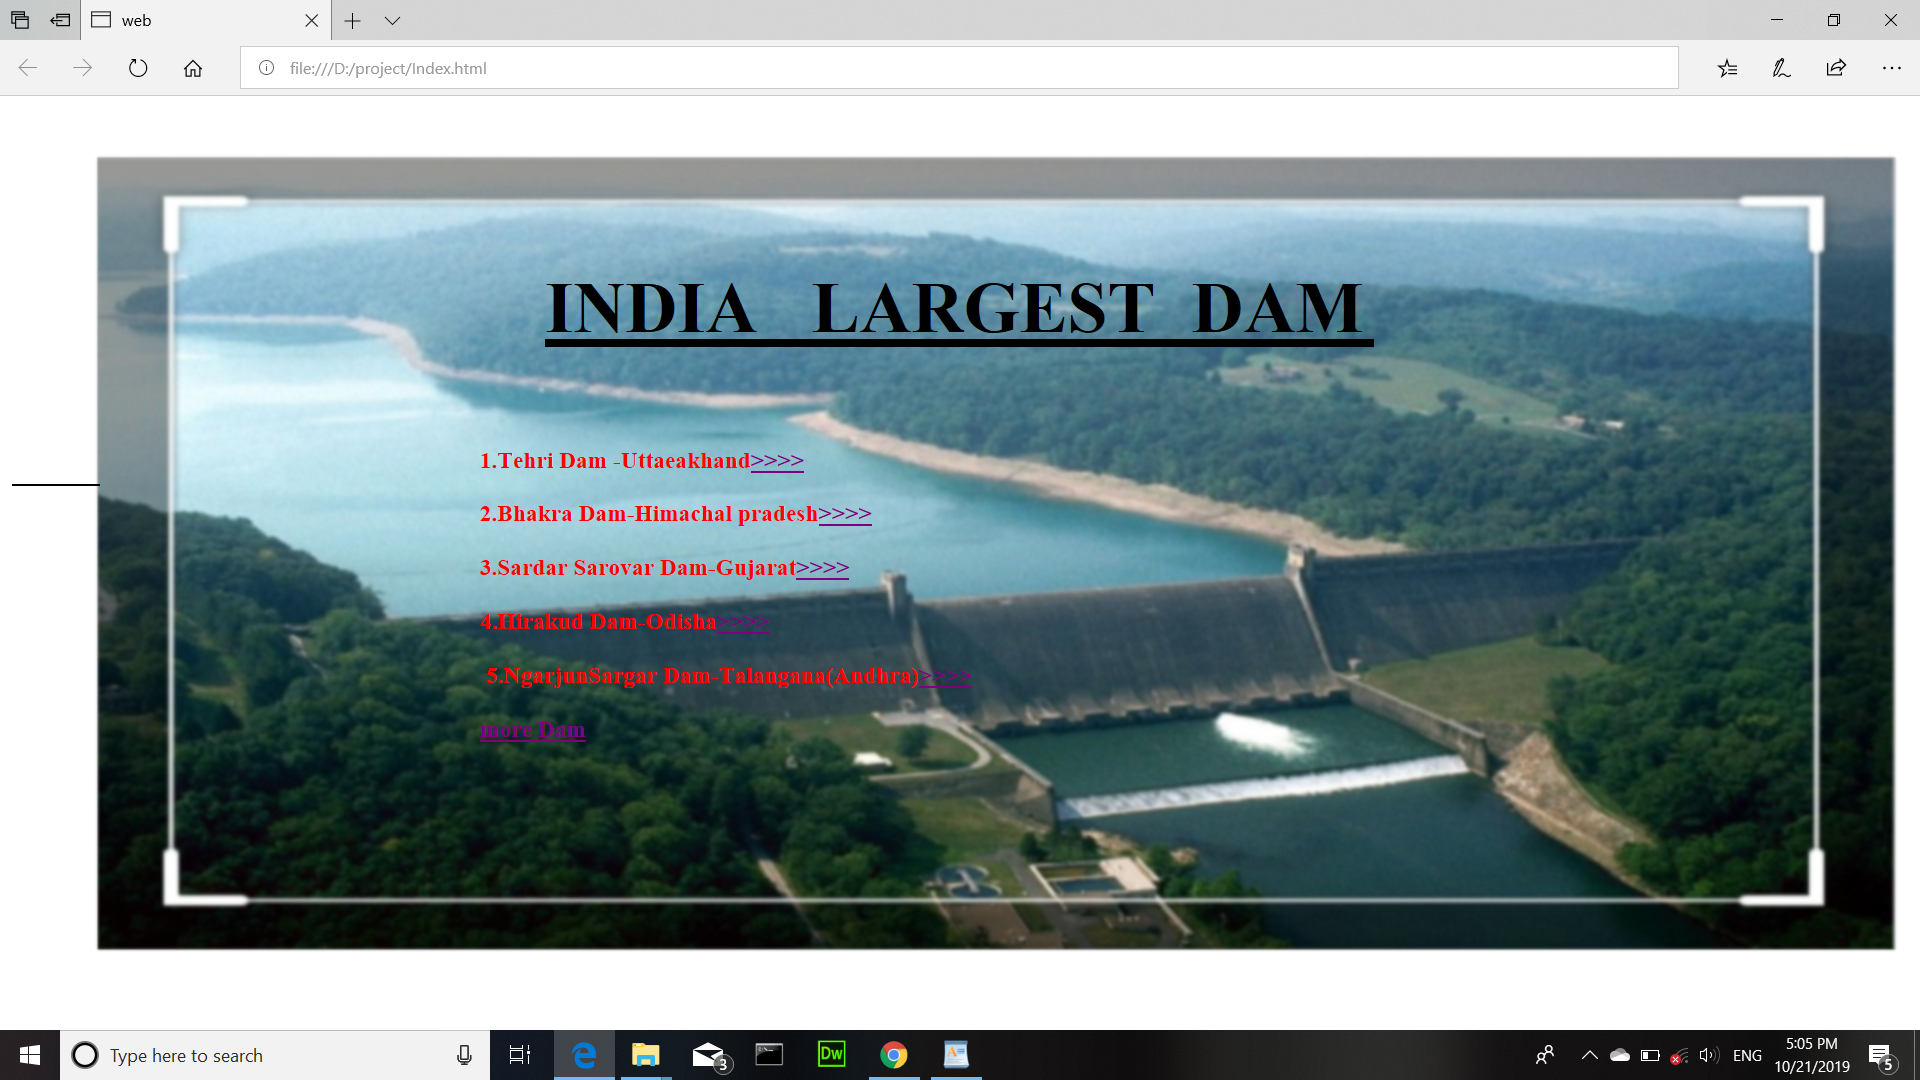 web
file:///D:/project/Index.html
INDIA LARGEST DAM
1.Tehri Dam -Uttaeakhand>>>>
2.Bhakra Dam-Himachal pradesh>>>>
3.Sardar Sarovar Dam-Gujarat>>>>
4.Hirakud Dam-Odisha>>>>
5.NgarjunSargar Dam-Talangana(Andhra)>>>>
more Dam
Type here to search
3
Dw
ENG
5:05 PM
10/21/2019
5